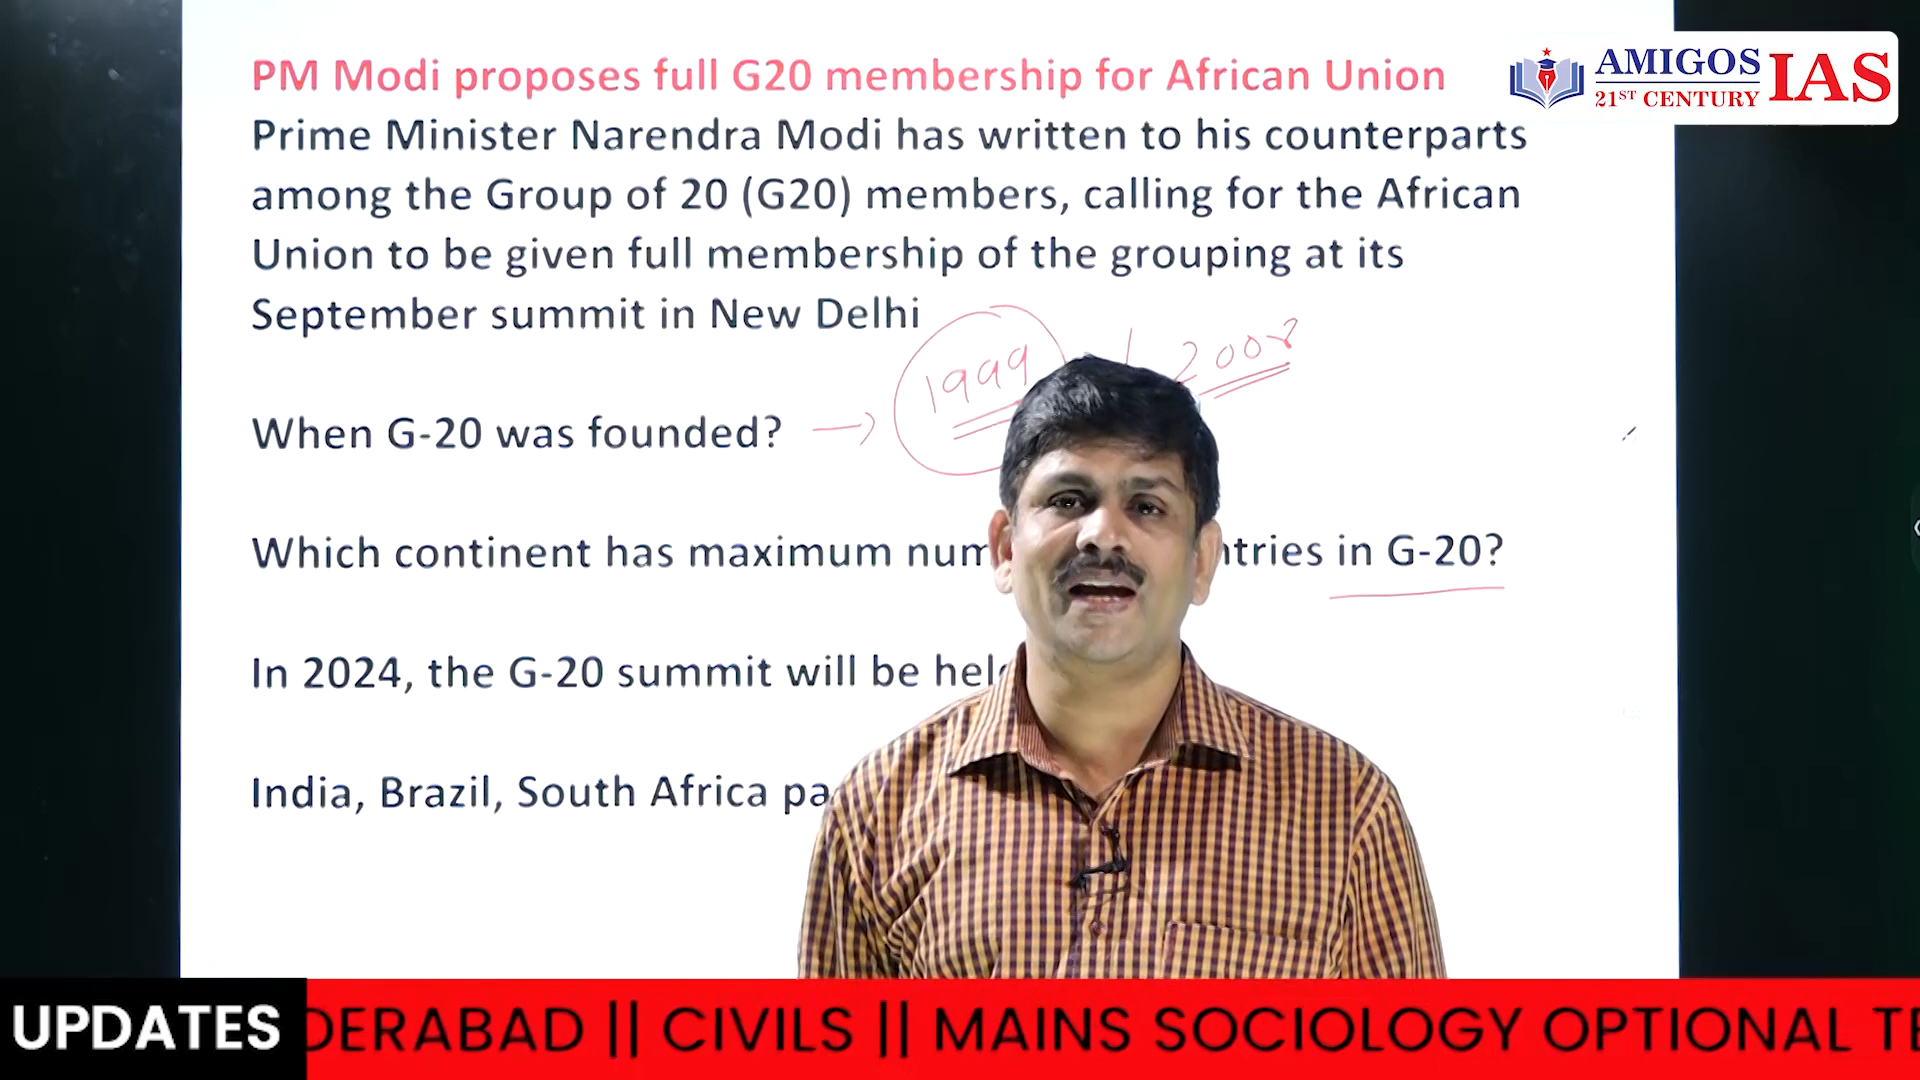 PM Modi proposes full G20 membership for African Union
AMIGOS IAS
21ST CENTURY
Prime Minister Narendra Modi has written to his counterparts
among the Group of 20 (G20) members, calling for the African
Union to be given full membership of the grouping at its
September summit in New Delhi
1999 2008
When G-20 was founded?
Which continent has maximum num ntries in G-20?
In 2024, the G-20 summit will be hel
India, Brazil, South Africa pa
UPDATES DERABAD || CIVILS || MAINS SOCIOLOGY OPTIONAL TE